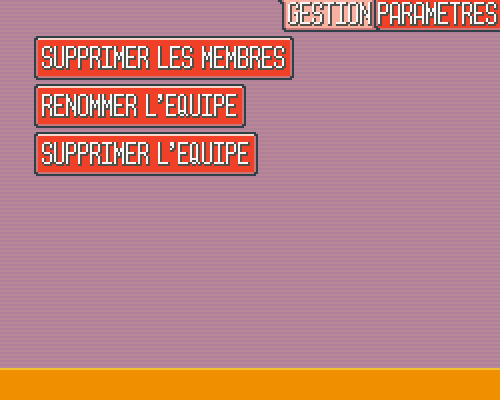 GESTION PARAMETRES
SUPPRIMER LES MEMBRES
RENOMMER L'EQUIPE
SUPPRIMER L'EQUIPE